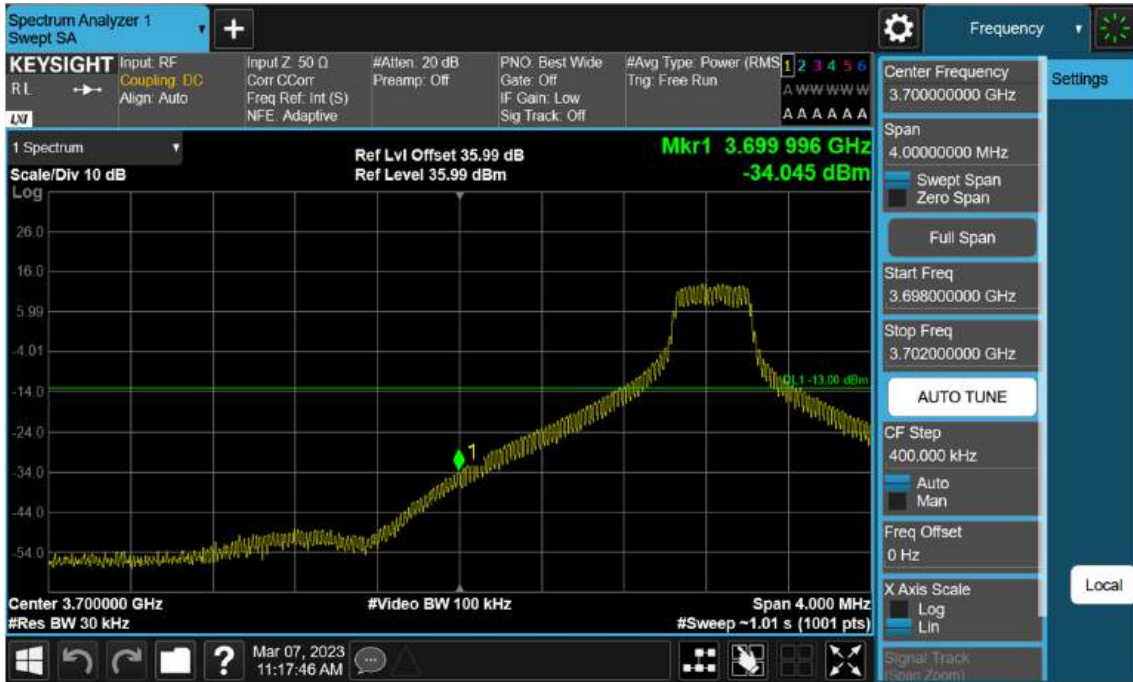 Spectrum Analyzer 1
Swept SA
+
Frequency
KEYSIGHT
RL
LXI
Input: RF
Coupling: DC
Align: Auto
Input Z: 50 Ω
Corr CCorr
Freq Ref: Int (S)
NFE: Adaptive
#Atten: 20 dB
Preamp: Off
PNO: Best Wide
Gate: Off
IF Gain: Low
Sig Track: Off
#Avg Type: Power (RMS
Trig: Free Run
1 2 3 4 5 6
A W W W W W
A A A A A A
1 Spectrum
Scale/Div 10 dB
Log
Ref Lvl Offset 35.99 dB
Ref Level 35.99 dBm
Mkr1 3.699 996 GHz
-34.045 dBm
26.0
16.0
5.99
-4.01
-14.0
-24.0
-34.0
-44.0
-54.0
DL1 -13.00 dBm
1
Center 3.700000 GHz
#Res BW 30 kHz
#Video BW 100 kHz
Span 4.000 MHz
#Sweep ~1.01 s (1001 pts)
?
Mar 07, 2023
11:17:46 AM
Center Frequency
3.700000000 GHz
Span
4.00000000 MHz
Swept Span
Zero Span
Full Span
Start Freq
3.698000000 GHz
Stop Freq
3.702000000 GHz
AUTO TUNE
CF Step
400.000 kHz
Auto
Man
Freq Offset
0 Hz
X Axis Scale
Log
Lin
Signal Track
(Span Zoom)
Settings
Local